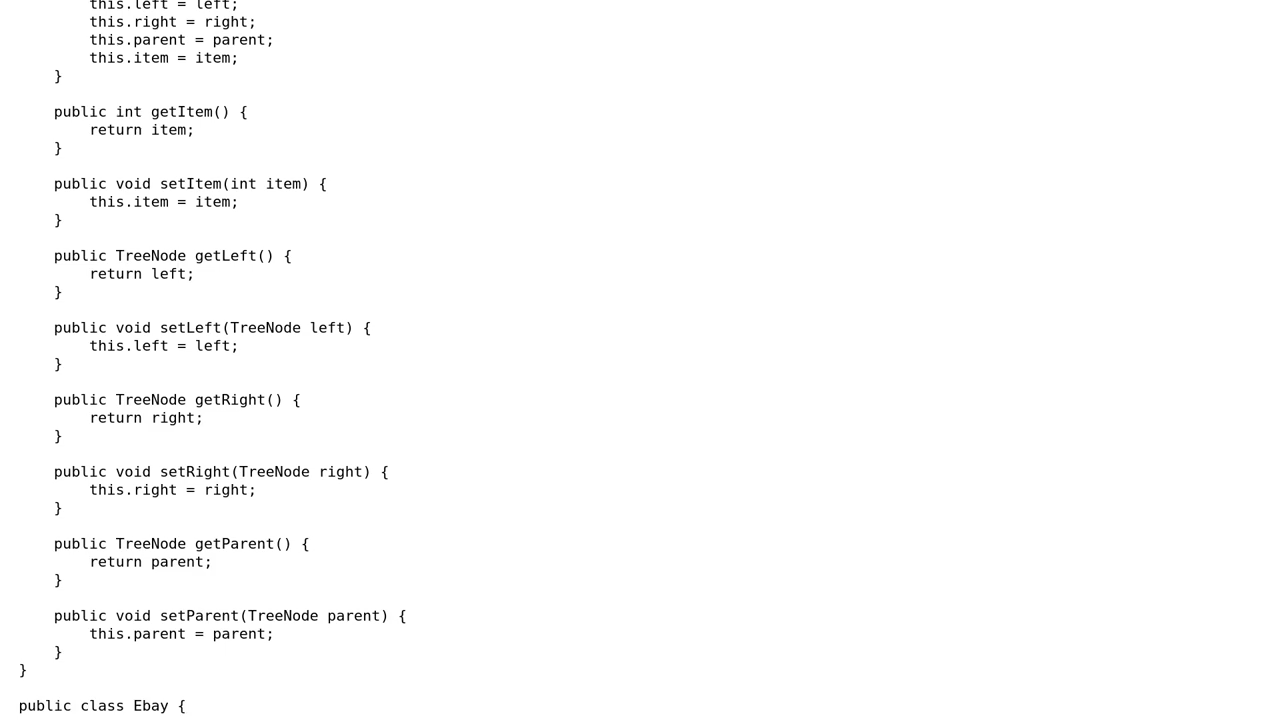 this.left = left;
this.right = right;
this.parent = parent;
this.item = item;
}
public int getItem() {
return item;
}
public void setItem(int item) {
this.item = item;
}
public TreeNode getLeft() {
return left;
}
public void setLeft(TreeNode left) {
this.left = left;
}
public TreeNode getRight() {
return right;
}
public void setRight(TreeNode right) {
this.right = right;
}
public TreeNode getParent() {
return parent;
}
public void setParent(TreeNode parent) {
this.parent = parent;
}
}
public class Ebay {